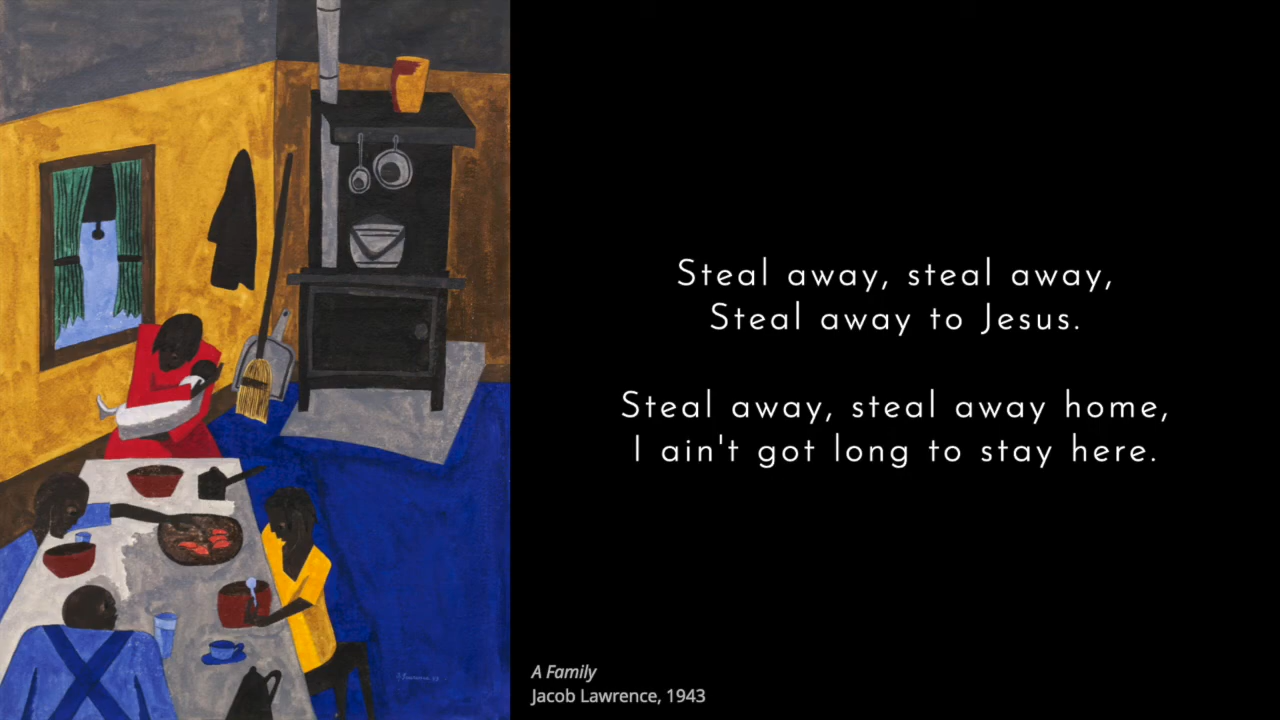 Steal away, steal away,
Steal away to Jesus.
Steal away, steal away home,
I ain't got long to stay here.
A Family
Jacob Lawrence, 1943